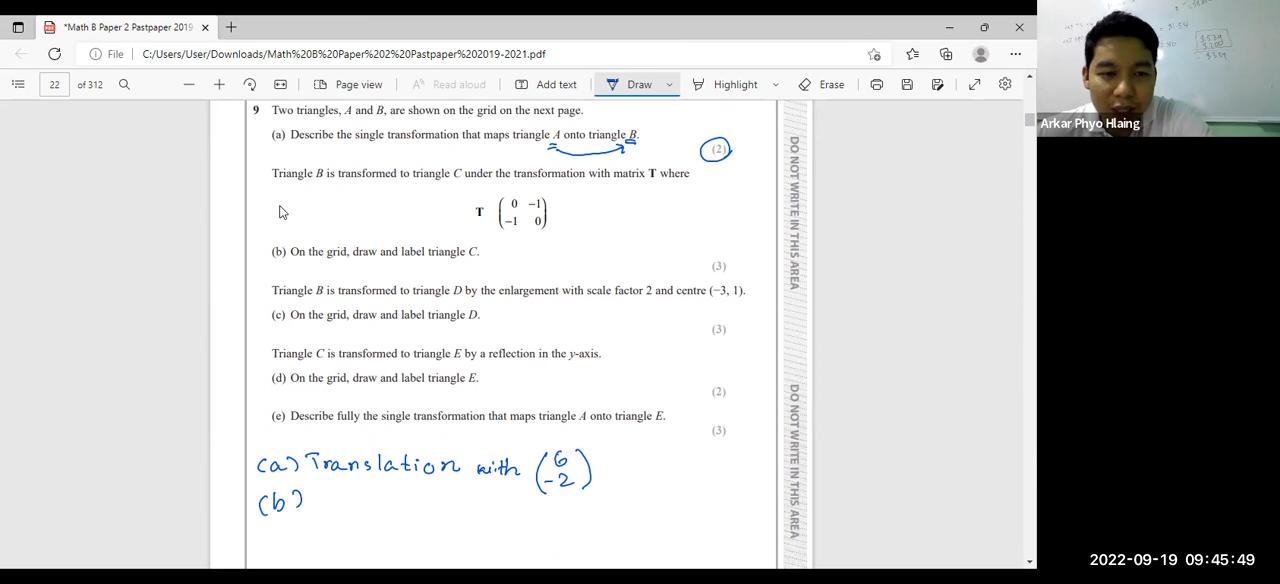 *Math B Paper 2 Pastpaper 2019
File
C:/Users/User/Downloads/Math%20B%20Paper%202%20Pastpaper%202019-2021.pdf
22 of 312
Page view
Read aloud
Add text
Draw
Highlight
Erase
9 Two triangles, A and B, are shown on the grid on the next page.
(a) Describe the single transformation that maps triangle A onto triangle B.
(2)
Triangle B is transformed to triangle C under the transformation with matrix T where
T ( 0 −1
−1 0 )
(b) On the grid, draw and label triangle C.
(3)
Triangle B is transformed to triangle D by the enlargement with scale factor 2 and centre (−3, 1).
(c) On the grid, draw and label triangle D.
(3)
Triangle C is transformed to triangle E by a reflection in the y-axis.
(d) On the grid, draw and label triangle E.
(2)
(e) Describe fully the single transformation that maps triangle A onto triangle E.
(3)
(a) Translation with ( 6
-2 )
(b)
DO NOT WRITE IN THIS AREA
DO NOT WRITE IN THIS AREA
Arkar Phyo Hlaing
2022-09-19 09:45:49